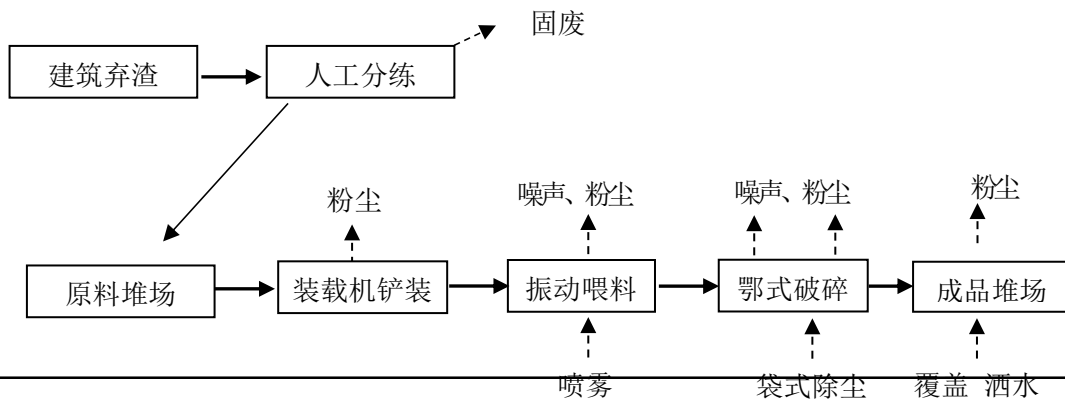 固废
建筑弃渣 人工分练
粉尘 噪声、粉尘 噪声、粉尘 粉尘
原料堆场 装载机铲装 振动喂料 鄂式破碎 成品堆场
喷雾 袋式除尘 覆盖 洒水